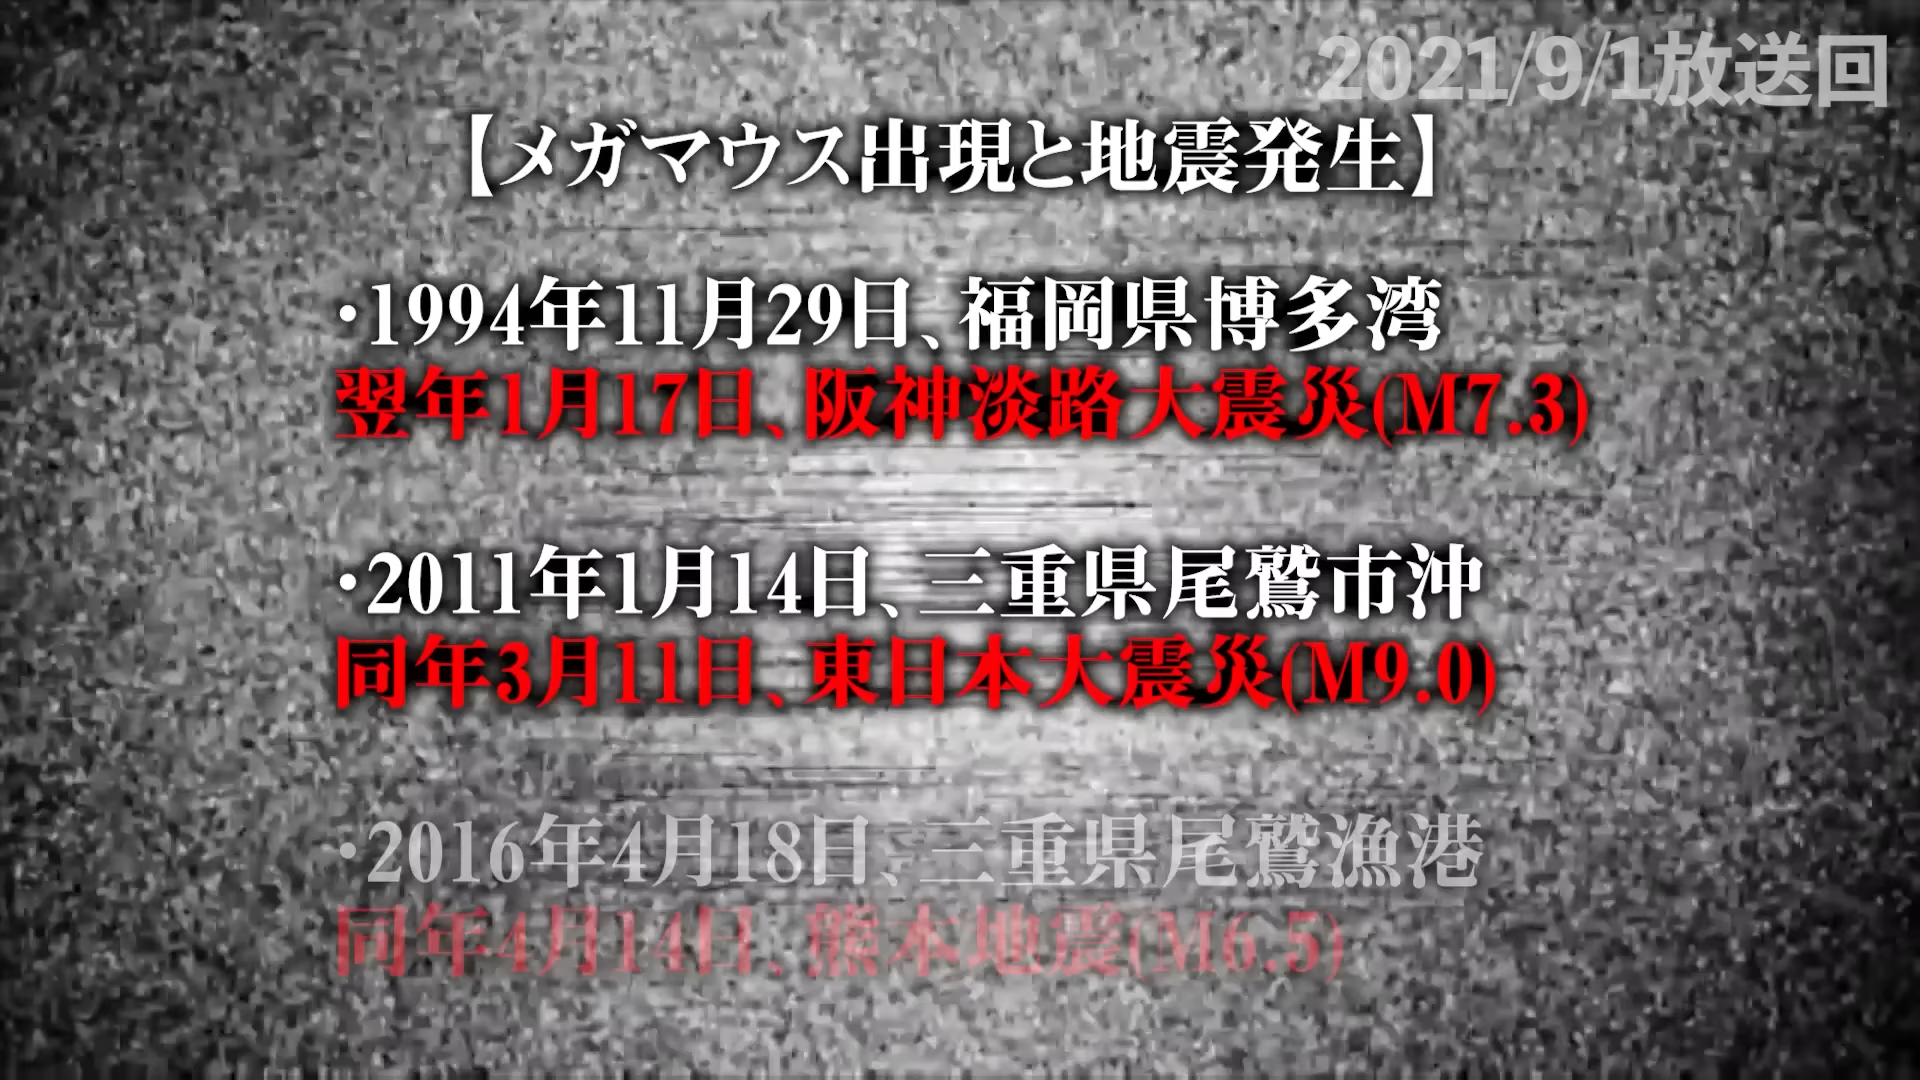 2021/9/1放送回
【メガマウス出現と地震発生】
・1994年11月29日、福岡県博多湾
翌年1月17日、阪神淡路大震災(M7.3)
・2011年1月14日、三重県尾鷲市沖
同年3月11日、東日本大震災(M9.0)
・2016年4月18日、三重県尾鷲漁港
同年4月14日、熊本地震(M6.5)